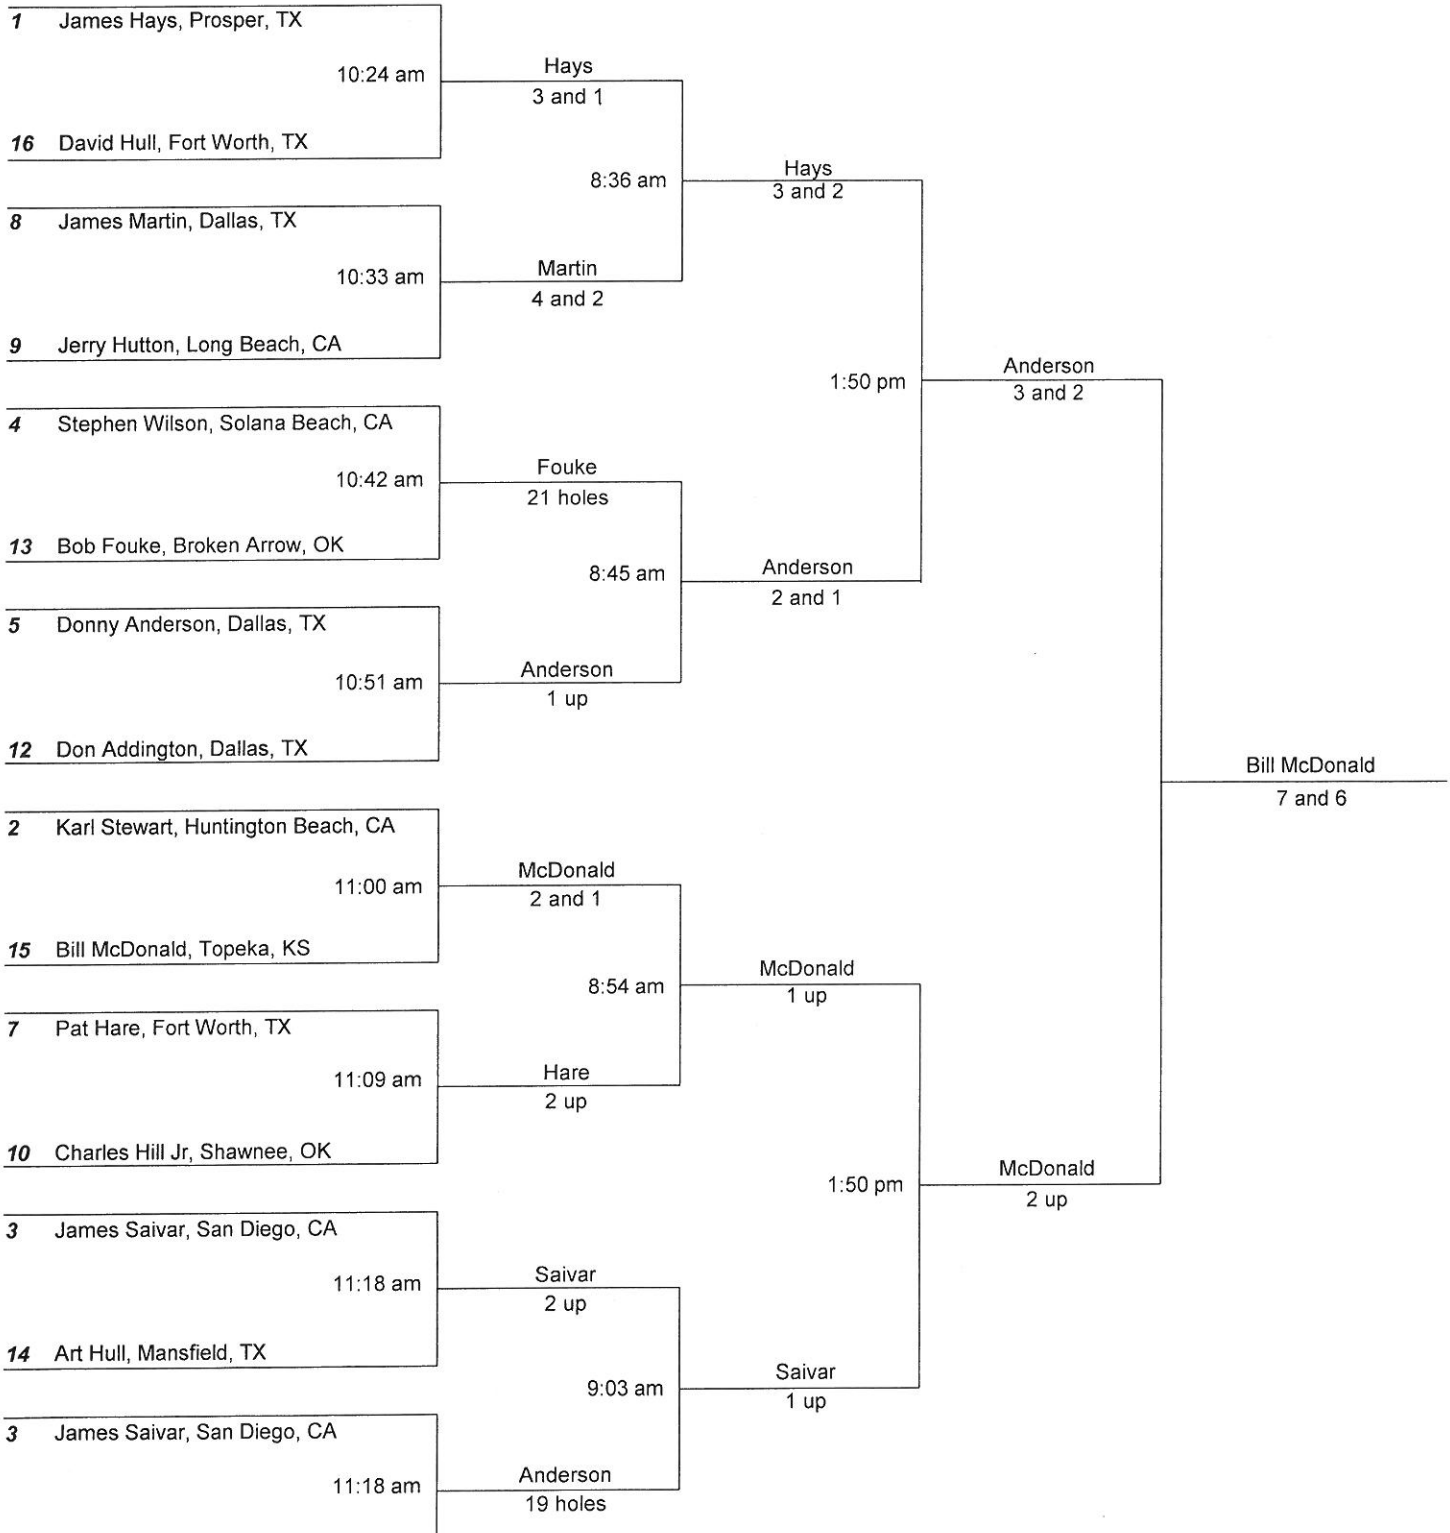 1 James Hays, Prosper, TX
10:24 am
16 David Hull, Fort Worth, TX
8 James Martin, Dallas, TX
10:33 am
9 Jerry Hutton, Long Beach, CA
4 Stephen Wilson, Solana Beach, CA
10:42 am
13 Bob Fouke, Broken Arrow, OK
5 Donny Anderson, Dallas, TX
10:51 am
12 Don Addington, Dallas, TX
2 Karl Stewart, Huntington Beach, CA
11:00 am
15 Bill McDonald, Topeka, KS
7 Pat Hare, Fort Worth, TX
11:09 am
10 Charles Hill Jr, Shawnee, OK
3 James Saivar, San Diego, CA
11:18 am
14 Art Hull, Mansfield, TX
3 James Saivar, San Diego, CA
11:18 am
Hays
3 and 1
8:36 am
Martin
4 and 2
Fouke
21 holes
8:45 am
Anderson
1 up
McDonald
2 and 1
8:54 am
Hare
2 up
Saivar
2 up
9:03 am
Anderson
19 holes
Hays
3 and 2
1:50 pm
Anderson
2 and 1
McDonald
1 up
1:50 pm
Saivar
1 up
Anderson
3 and 2
McDonald
2 up
Bill McDonald
7 and 6